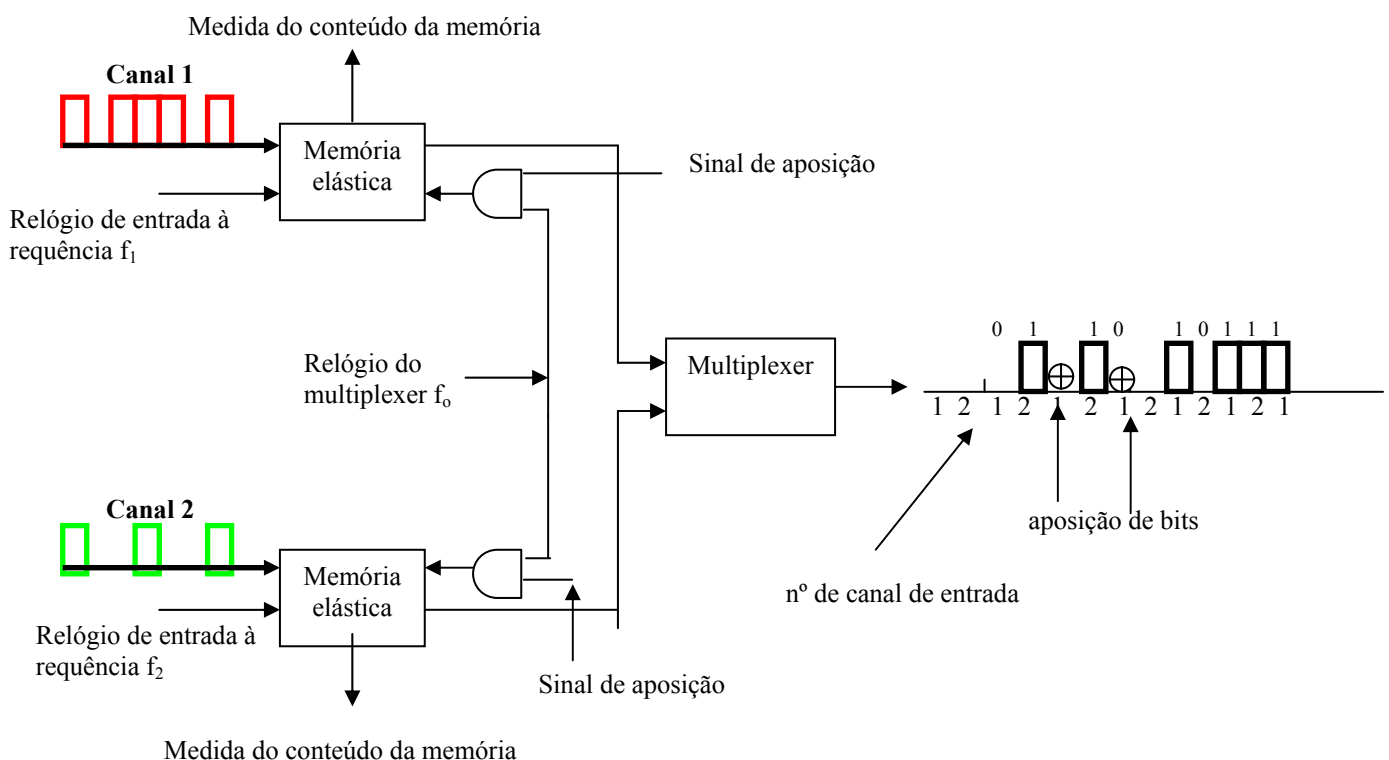 Medida do conteúdo da memória
Canal 1
Memória
elástica
Sinal de aposição
Relógio de entrada à
requência f₁
Relógio do
multiplexer fₒ
Multiplexer
0 1 1 0 1 0 1 1 1
1 2 1 2 1 2 1 2 1 2 1 2 1
aposição de bits
nº de canal de entrada
Canal 2
Memória
elástica
Relógio de entrada à
requência f₂
Sinal de aposição
Medida do conteúdo da memória